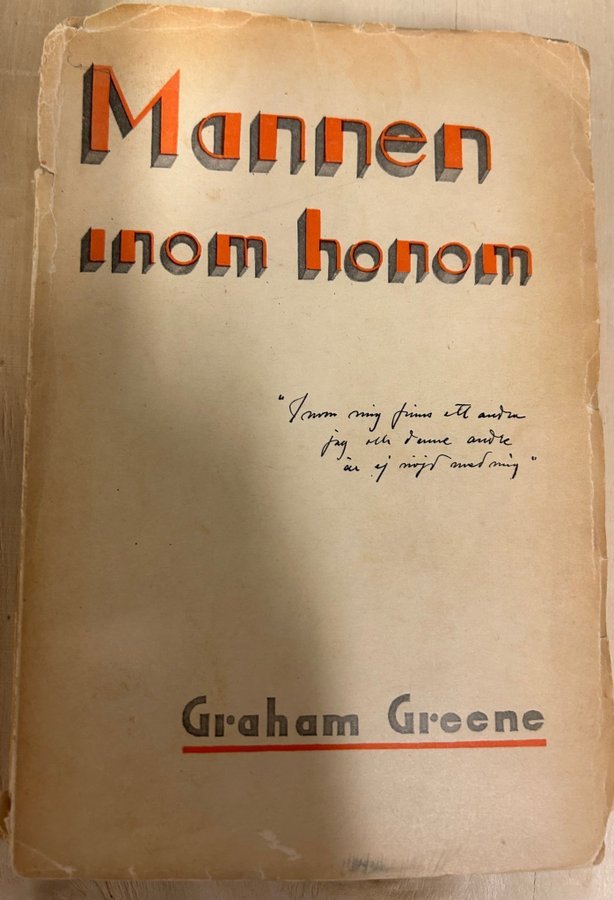 Mannen
inom honom
"Inom mig finns ett andra
jag och denne andre
är ej nöjd med mig"
Graham Greene